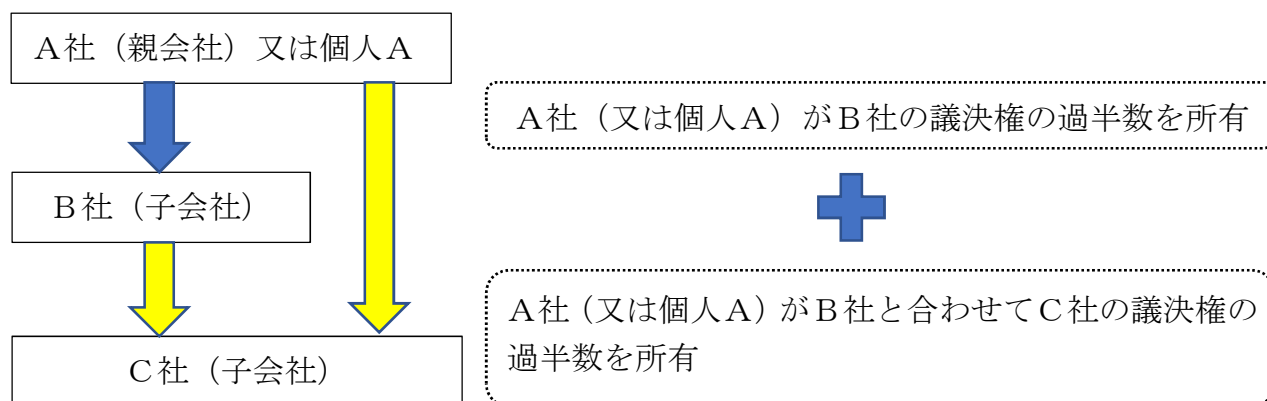 A社（親会社）又は個人A
A社（又は個人A）がB社の議決権の過半数を所有
B社（子会社）
A社（又は個人A）がB社と合わせてC社の議決権の
過半数を所有
C社（子会社）